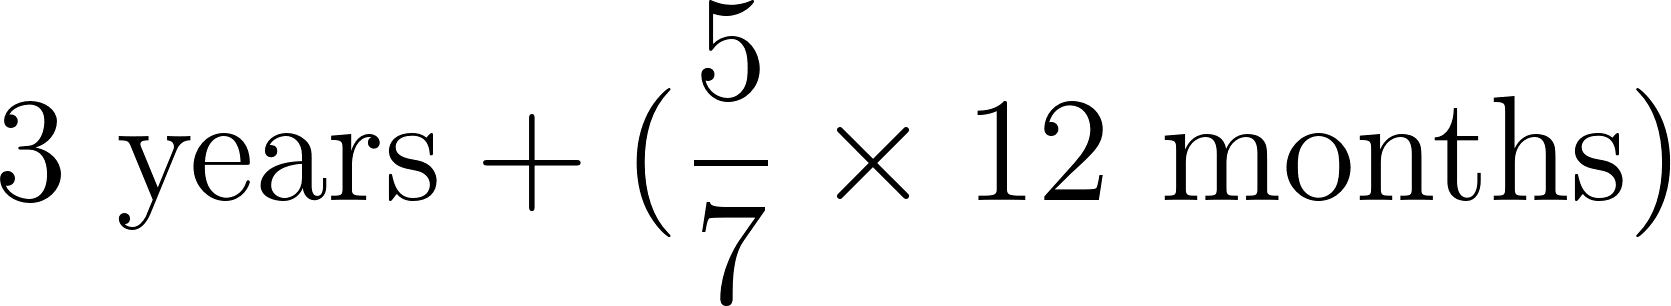 3 years + (5/7 × 12 months)